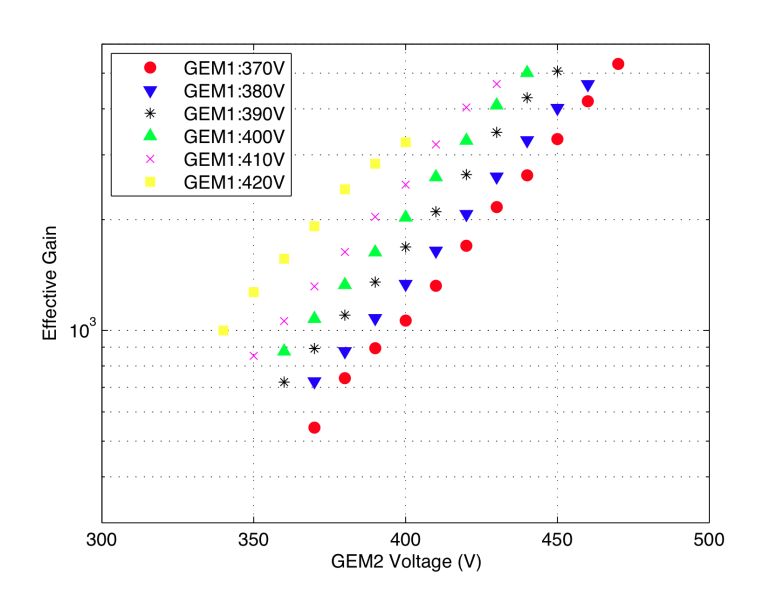 GEM1:370V
GEM1:380V
GEM1:390V
GEM1:400V
GEM1:410V
GEM1:420V
Effective Gain
10³
300 350 400 450 500
GEM2 Voltage (V)